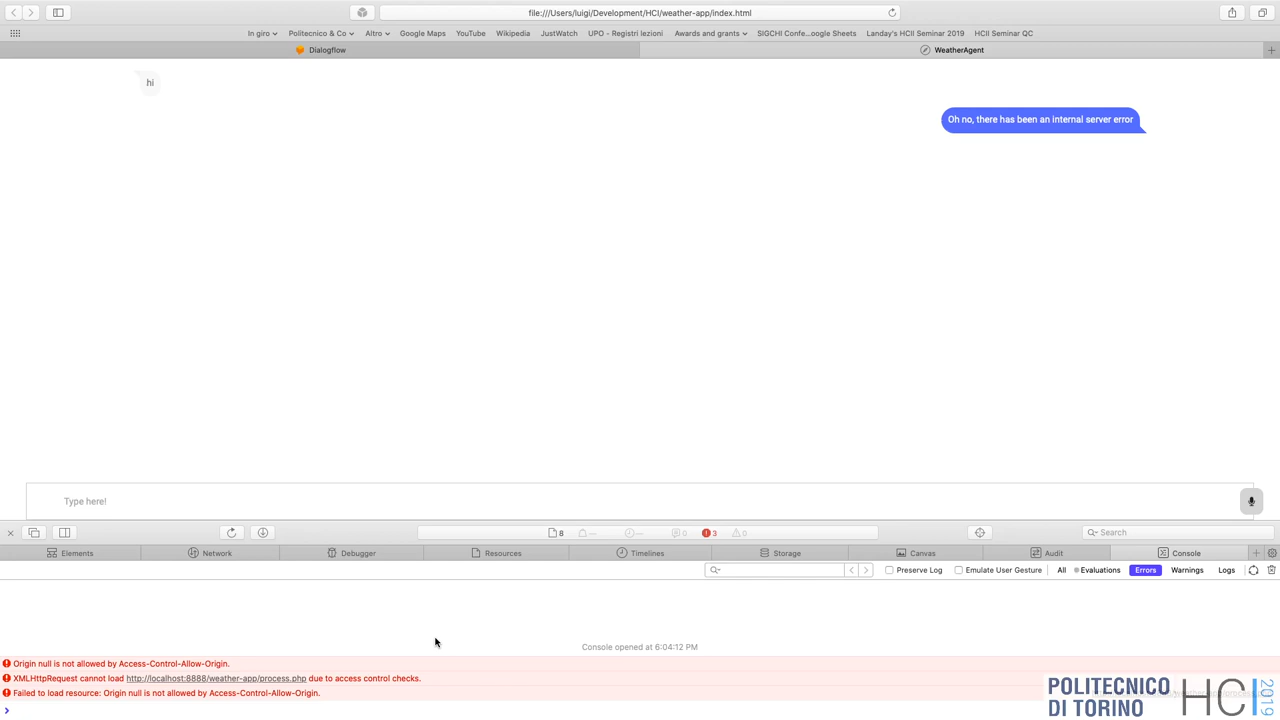 file:///Users/luigi/Development/HCI/weather-app/index.html
In giro Politecnico & Co Altro Google Maps YouTube Wikipedia JustWatch UPO - Registri lezioni Awards and grants SIGCHI Confe...oogle Sheets Landay's HCII Seminar 2019 HCII Seminar QC
Dialogflow WeatherAgent
hi
Oh no, there has been an internal server error
Type here!
8 — — 0 3 0 Search
Elements Network Debugger Resources Timelines Storage Canvas Audit Console
Preserve Log Emulate User Gesture All Evaluations Errors Warnings Logs
Console opened at 6:04:12 PM
Origin null is not allowed by Access-Control-Allow-Origin.
XMLHttpRequest cannot load http://localhost:8888/weather-app/process.php due to access control checks.
Failed to load resource: Origin null is not allowed by Access-Control-Allow-Origin.
POLITECNICO
DI TORINO
HCI 2019